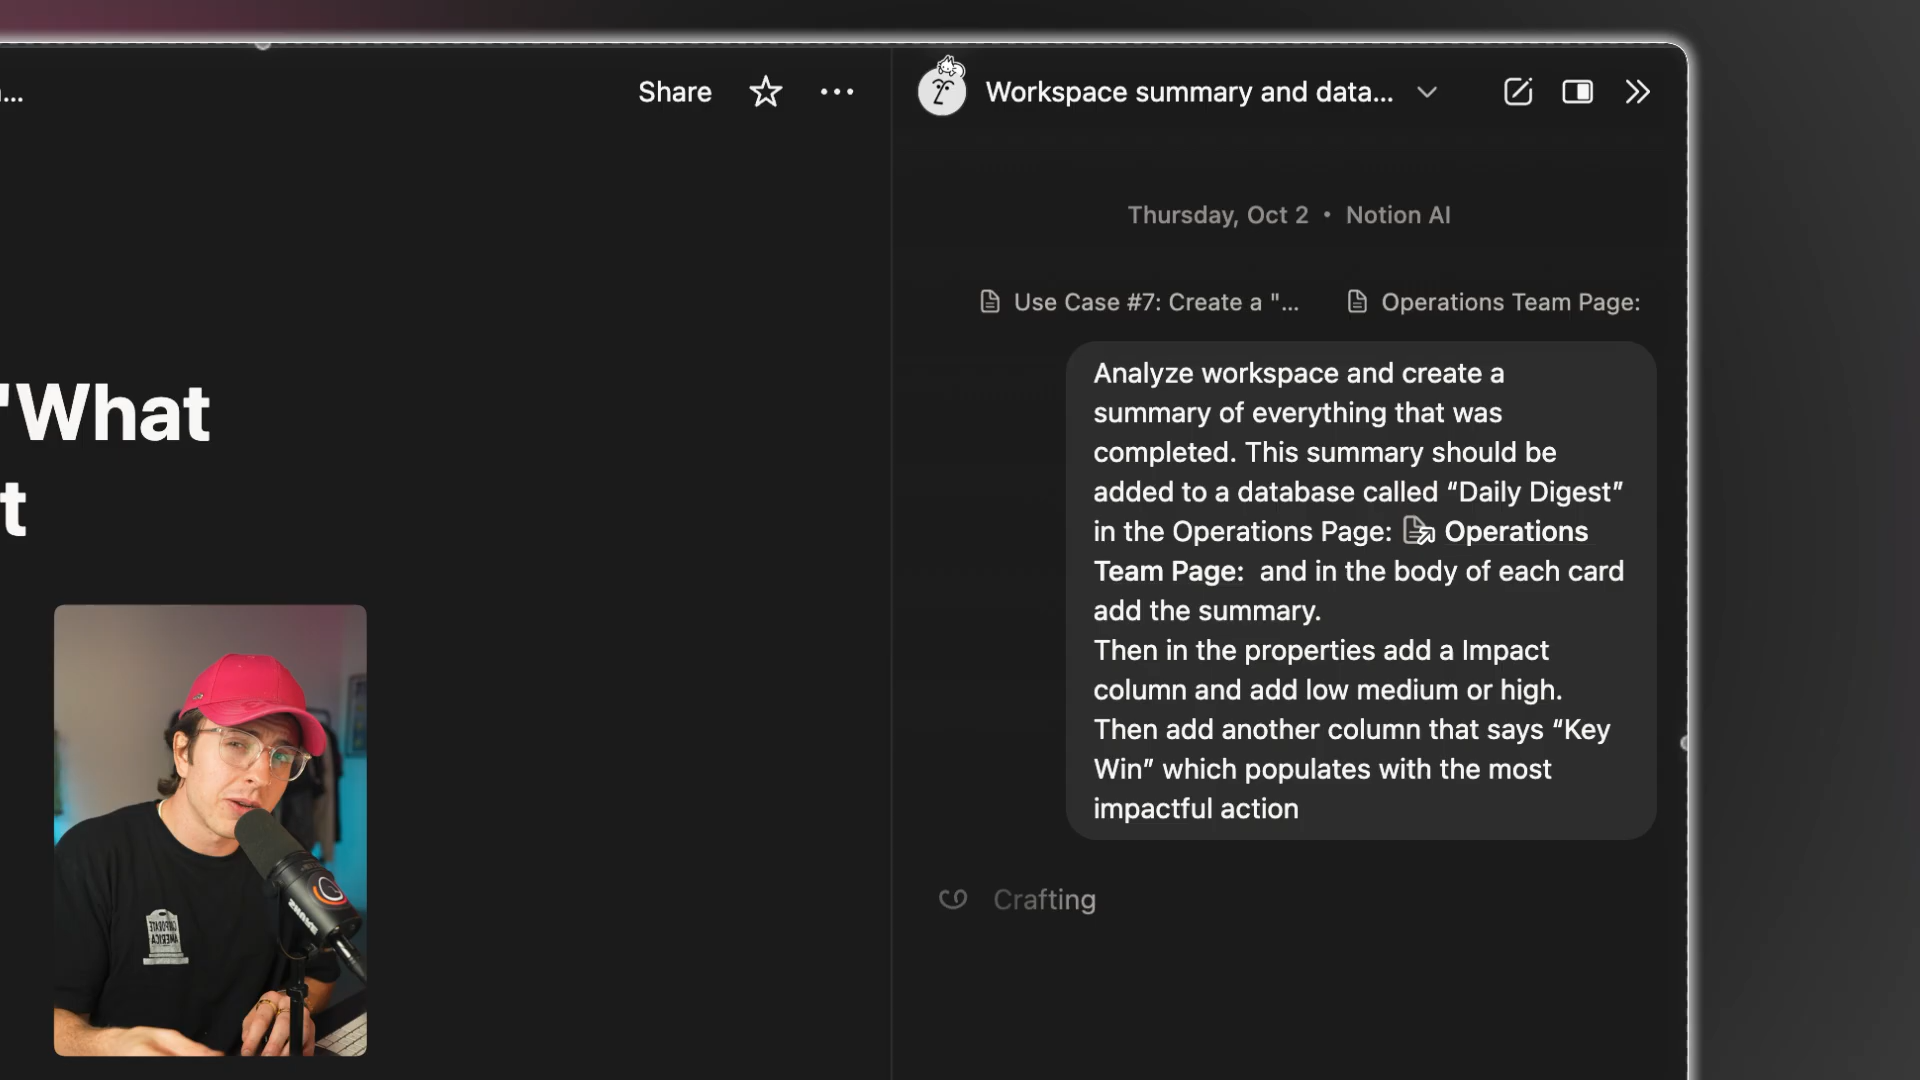 ...
Share
Workspace summary and data...
Thursday, Oct 2 • Notion AI
Use Case #7: Create a "...
Operations Team Page:
"What
t
Analyze workspace and create a
summary of everything that was
completed. This summary should be
added to a database called “Daily Digest”
in the Operations Page: Operations
Team Page: and in the body of each card
add the summary.
Then in the properties add a Impact
column and add low medium or high.
Then add another column that says “Key
Win” which populates with the most
impactful action
Crafting
CORPORATE
AMERICA